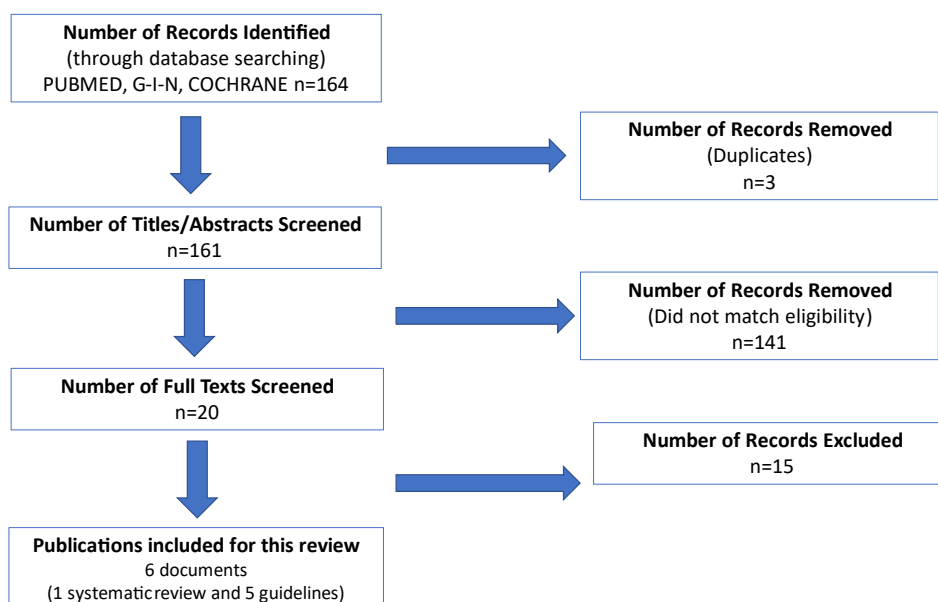 Number of Records Identified
(through database searching)
PUBMED, G-I-N, COCHRANE n=164
Number of Records Removed
(Duplicates)
n=3
Number of Titles/Abstracts Screened
n=161
Number of Records Removed
(Did not match eligibility)
n=141
Number of Full Texts Screened
n=20
Number of Records Excluded
n=15
Publications included for this review
6 documents
(1 systematic review and 5 guidelines)